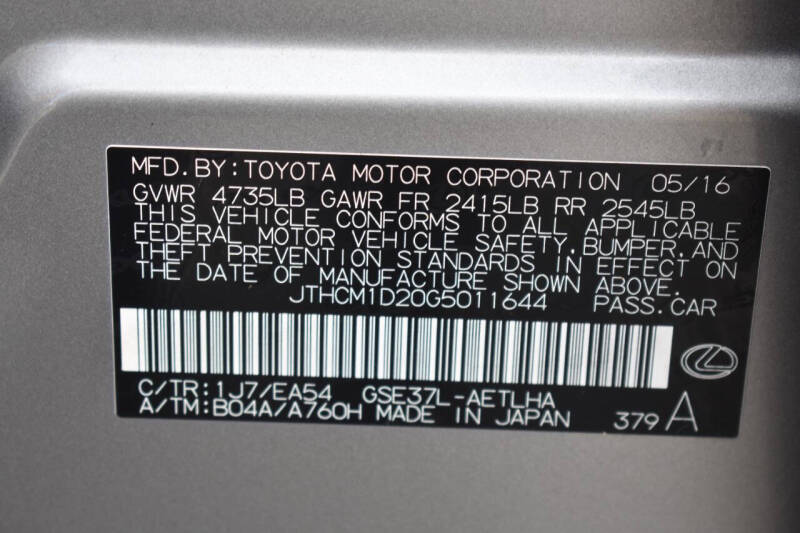 MFD. BY: TOYOTA MOTOR CORPORATION 05/16
GVWR 4735LB GAWR FR 2415LB RR 2545LB
THIS VEHICLE CONFORMS TO ALL APPLICABLE
FEDERAL MOTOR VEHICLE SAFETY, BUMPER, AND
THEFT PREVENTION STANDARDS IN EFFECT ON
THE DATE OF MANUFACTURE SHOWN ABOVE.
JTHCM1D20G5011644 PASS. CAR
C/TR: 1J7/EA54 GSE37L-AETLHA
A/TM: B04A/A760H MADE IN JAPAN 379 A